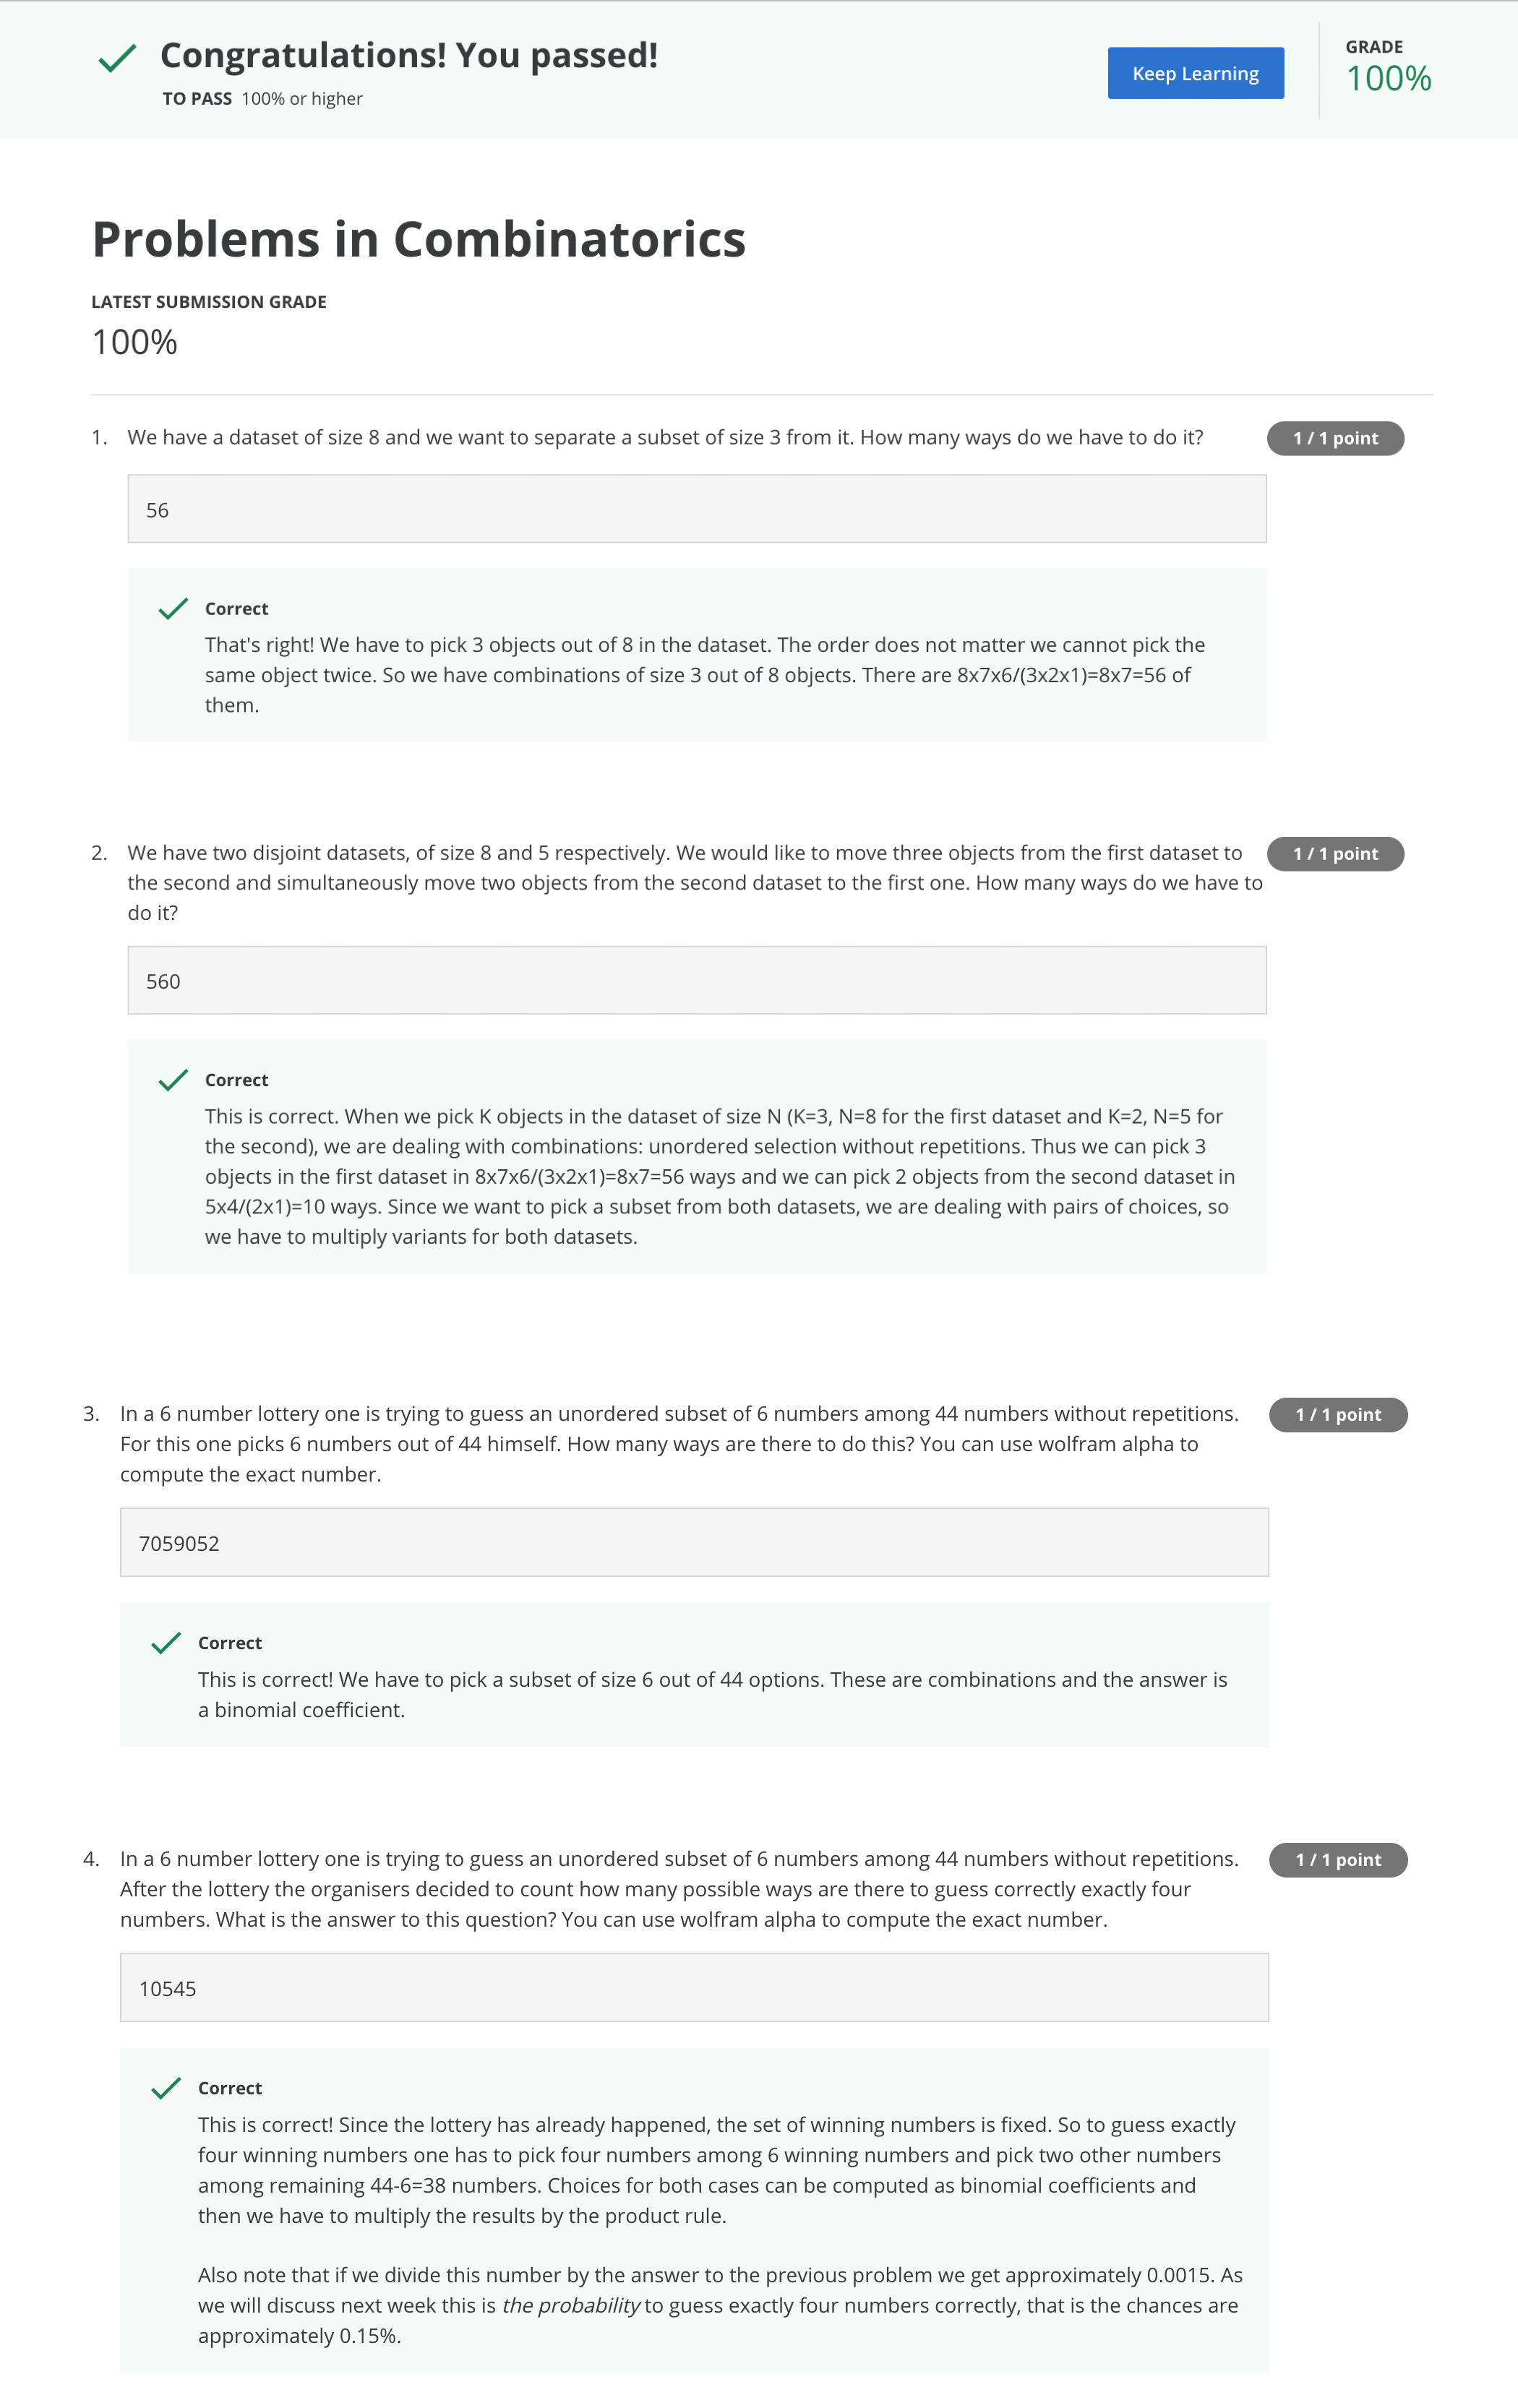 Congratulations! You passed!
TO PASS 100% or higher
Keep Learning
GRADE
100%
Problems in Combinatorics
LATEST SUBMISSION GRADE
100%
1. We have a dataset of size 8 and we want to separate a subset of size 3 from it. How many ways do we have to do it?
1 / 1 point
56
Correct
That's right! We have to pick 3 objects out of 8 in the dataset. The order does not matter we cannot pick the
same object twice. So we have combinations of size 3 out of 8 objects. There are 8x7x6/(3x2x1)=8x7=56 of
them.
2. We have two disjoint datasets, of size 8 and 5 respectively. We would like to move three objects from the first dataset to
1 / 1 point
the second and simultaneously move two objects from the second dataset to the first one. How many ways do we have to
do it?
560
Correct
This is correct. When we pick K objects in the dataset of size N (K=3, N=8 for the first dataset and K=2, N=5 for
the second), we are dealing with combinations: unordered selection without repetitions. Thus we can pick 3
objects in the first dataset in 8x7x6/(3x2x1)=8x7=56 ways and we can pick 2 objects from the second dataset in
5x4/(2x1)=10 ways. Since we want to pick a subset from both datasets, we are dealing with pairs of choices, so
we have to multiply variants for both datasets.
3. In a 6 number lottery one is trying to guess an unordered subset of 6 numbers among 44 numbers without repetitions.
1 / 1 point
For this one picks 6 numbers out of 44 himself. How many ways are there to do this? You can use wolfram alpha to
compute the exact number.
7059052
Correct
This is correct! We have to pick a subset of size 6 out of 44 options. These are combinations and the answer is
a binomial coefficient.
4. In a 6 number lottery one is trying to guess an unordered subset of 6 numbers among 44 numbers without repetitions.
1 / 1 point
After the lottery the organisers decided to count how many possible ways are there to guess correctly exactly four
numbers. What is the answer to this question? You can use wolfram alpha to compute the exact number.
10545
Correct
This is correct! Since the lottery has already happened, the set of winning numbers is fixed. So to guess exactly
four winning numbers one has to pick four numbers among 6 winning numbers and pick two other numbers
among remaining 44-6=38 numbers. Choices for both cases can be computed as binomial coefficients and
then we have to multiply the results by the product rule.
Also note that if we divide this number by the answer to the previous problem we get approximately 0.0015. As
we will discuss next week this is the probability to guess exactly four numbers correctly, that is the chances are
approximately 0.15%.